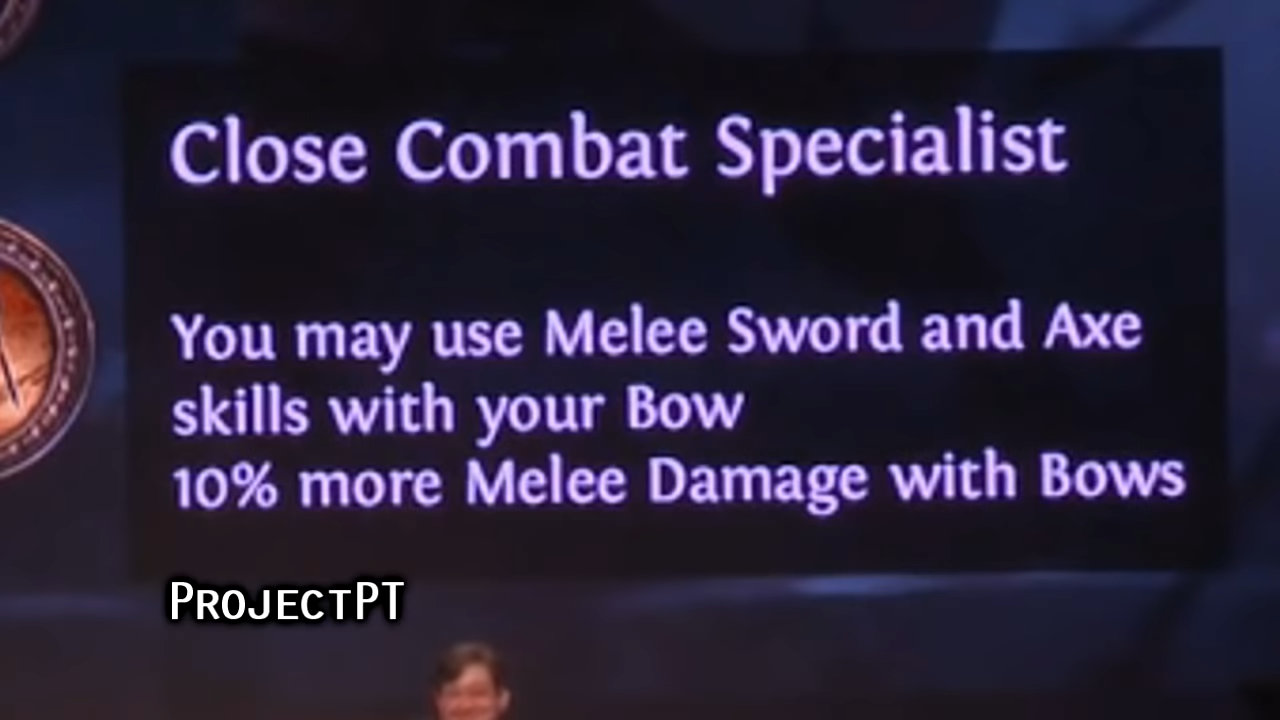 Close Combat Specialist
You may use Melee Sword and Axe
skills with your Bow
10% more Melee Damage with Bows
ProjectPT